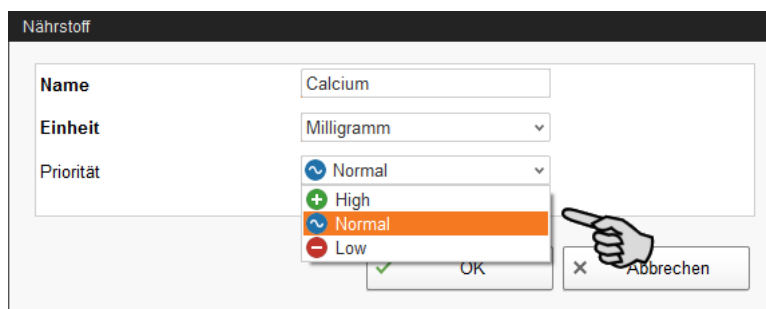 Nährstoff
Name Calcium
Einheit Milligramm
Priorität Normal
High
Normal
Low
OK Abbrechen